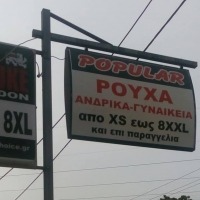 POPULAR
ΡΟΥΧΑ
ΑΝΔΡΙΚΑ-ΓΥΝΑΙΚΕΙΑ
απο XS εως 8XXL
και επι παραγγελια
8XL